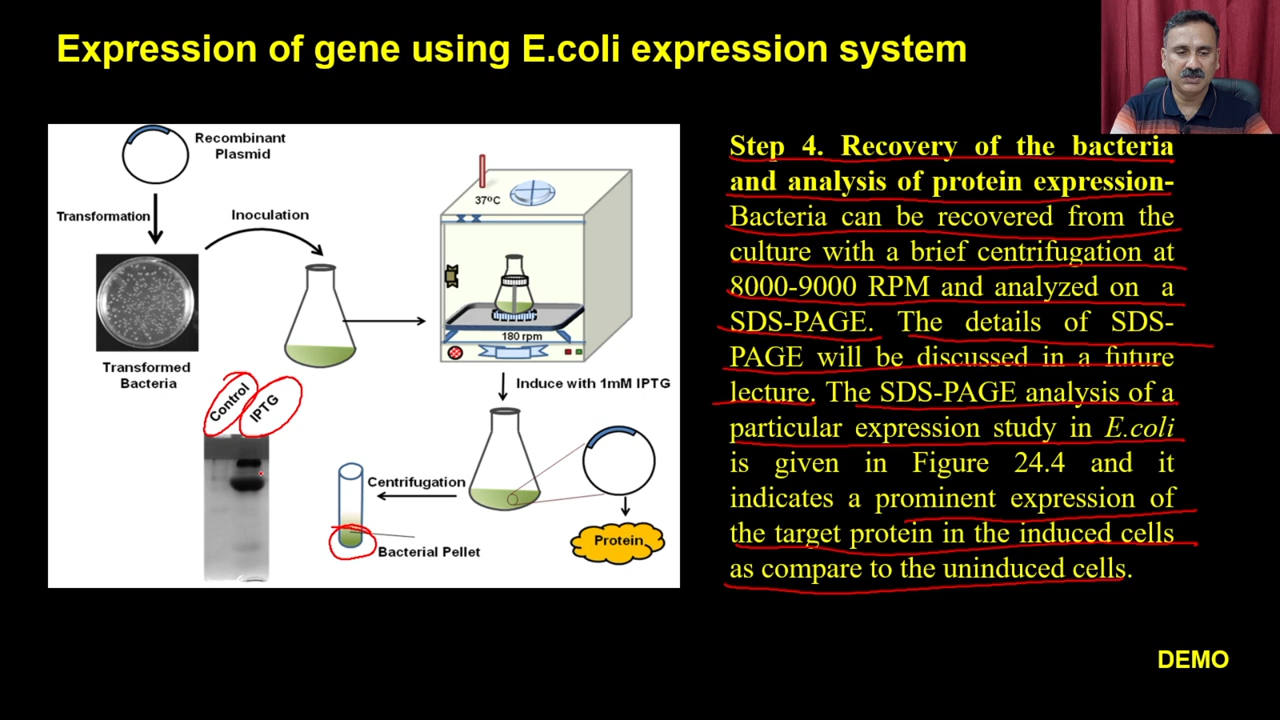 Expression of gene using E.coli expression system
Recombinant
Plasmid
Transformation
Inoculation
37ºC
180 rpm
Transformed
Bacteria
Induce with 1mM IPTG
Control
IPTG
Centrifugation
Bacterial Pellet
Protein
Step 4. Recovery of the bacteria
and analysis of protein expression-
Bacteria can be recovered from the
culture with a brief centrifugation at
8000-9000 RPM and analyzed on a
SDS-PAGE. The details of SDS-
PAGE will be discussed in a future
lecture. The SDS-PAGE analysis of a
particular expression study in E.coli
is given in Figure 24.4 and it
indicates a prominent expression of
the target protein in the induced cells
as compare to the uninduced cells.
DEMO